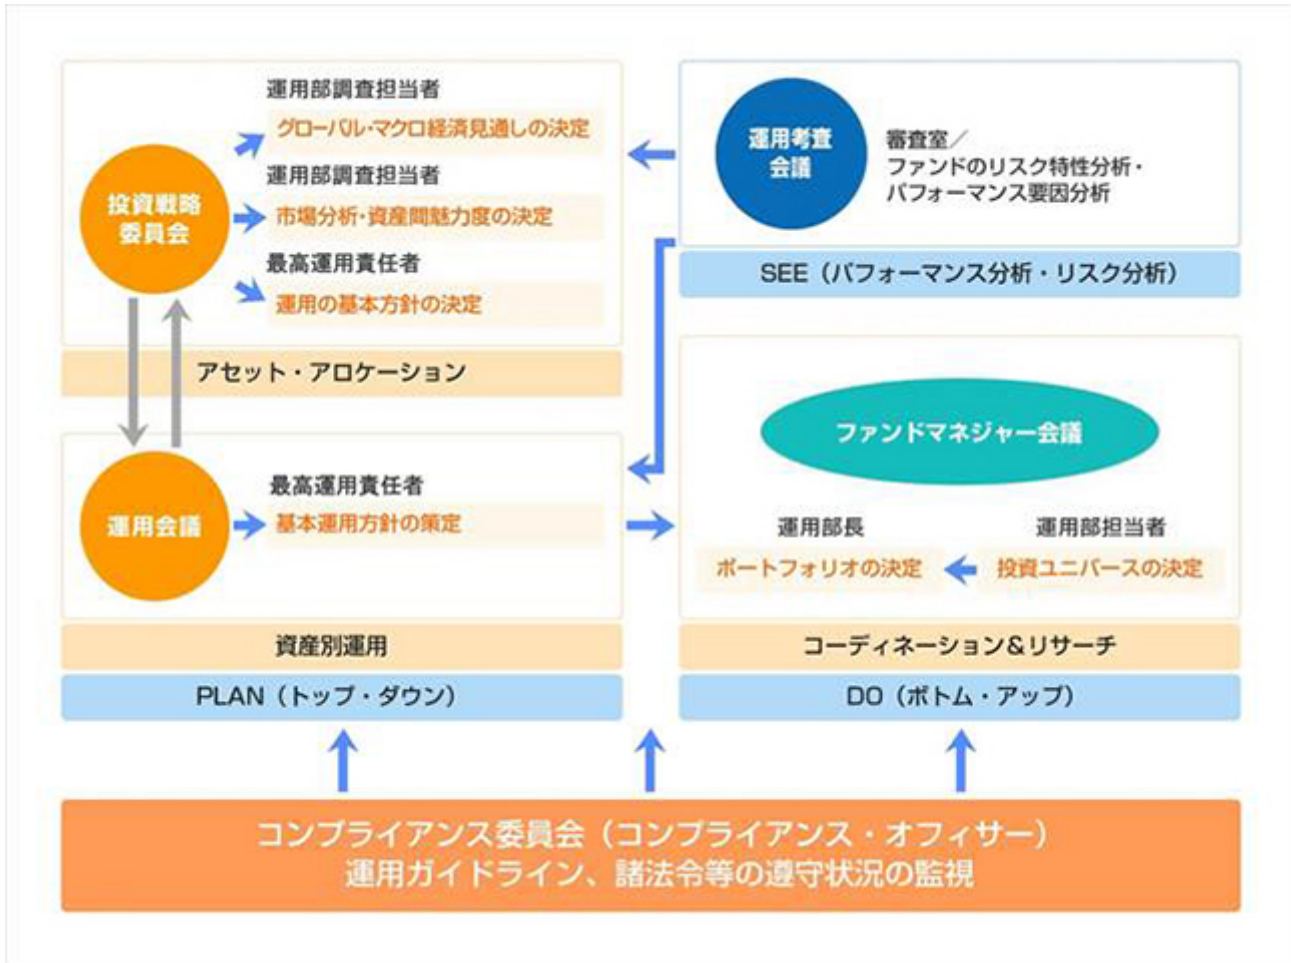 運用部調査担当者
グローバル・マクロ経済見通しの決定
運用部調査担当者
市場分析・資産間魅力度の決定
最高運用責任者
運用の基本方針の決定
投資戦略
委員会
アセット・アロケーション
運用考査
会議
審査室／
ファンドのリスク特性分析・
パフォーマンス要因分析
SEE（パフォーマンス分析・リスク分析）
運用会議
最高運用責任者
基本運用方針の策定
資産別運用
PLAN（トップ・ダウン）
ファンドマネジャー会議
運用部長
ポートフォリオの決定
運用部担当者
投資ユニバースの決定
コーディネーション＆リサーチ
DO（ボトム・アップ）
コンプライアンス委員会（コンプライアンス・オフィサー）
運用ガイドライン、諸法令等の遵守状況の監視